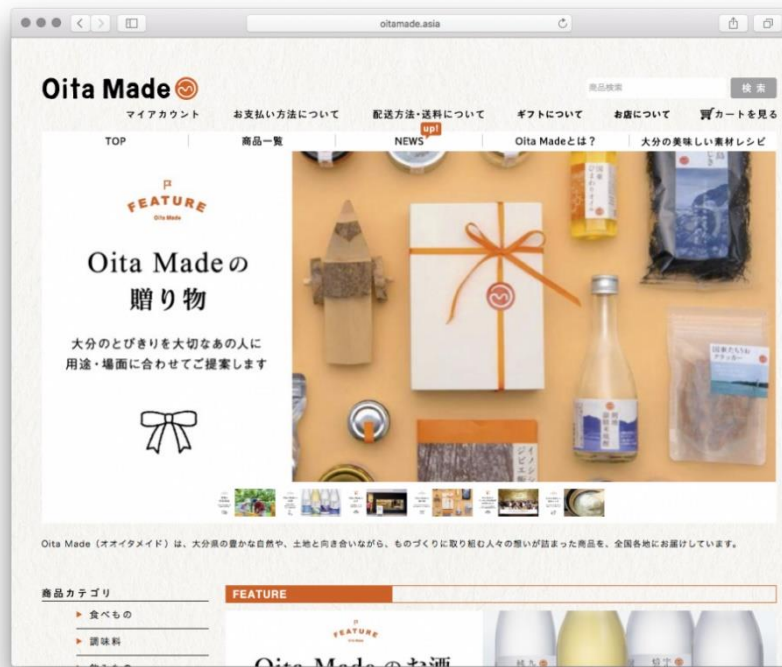 oitamade.asia
Oita Made
商品検索
検索
マイアカウント
お支払い方法について
配送方法・送料について
ギフトについて
お店について
カートを見る
up!
TOP
商品一覧
NEWS
Oita Madeとは？
大分の美味しい素材レシピ
FEATURE
Oita Made
Oita Madeの
贈り物
大分のとびきりを大切なあの人に
用途・場面に合わせてご提案します
Oita Made（オオイタメイド）は、大分県の豊かな自然や、土地と向き合いながら、ものづくりに取り組む人々の想いが詰まった商品を、全国各地にお届けしています。
商品カテゴリ
食べもの
調味料
FEATURE
FEATURE
Oita Made
Oita Madeのお酒